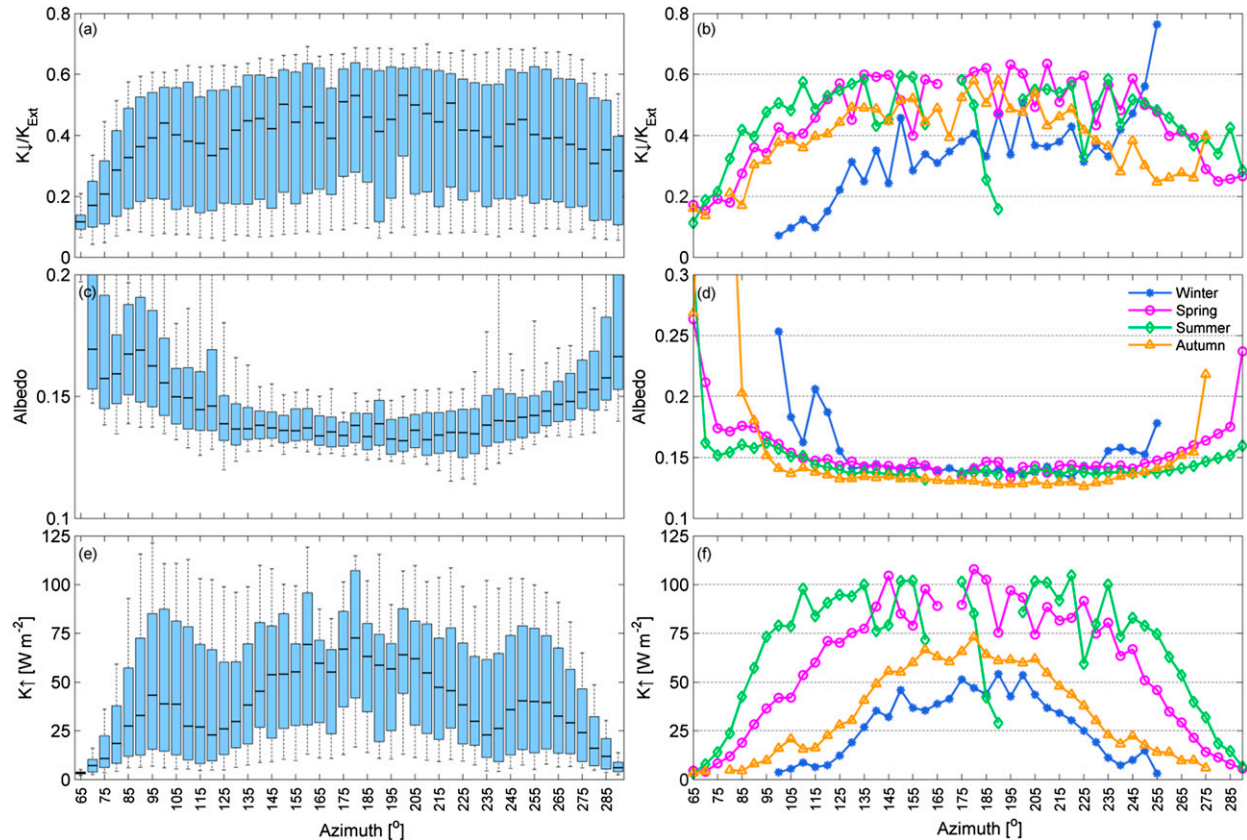 (a)
K↓/K_Ext
0.8
0.6
0.4
0.2
0
(b)
K↓/K_Ext
0.8
0.6
0.4
0.2
0
(c)
Albedo
0.2
0.15
0.1
(d)
Albedo
0.3
0.25
0.2
0.15
0.1
Winter
Spring
Summer
Autumn
(e)
K↑ [W m⁻²]
125
100
75
50
25
0
65 75 85 95 105 115 125 135 145 155 165 175 185 195 205 215 225 235 245 255 265 275 285
Azimuth [°]
(f)
K↑ [W m⁻²]
125
100
75
50
25
0
65 75 85 95 105 115 125 135 145 155 165 175 185 195 205 215 225 235 245 255 265 275 285
Azimuth [°]